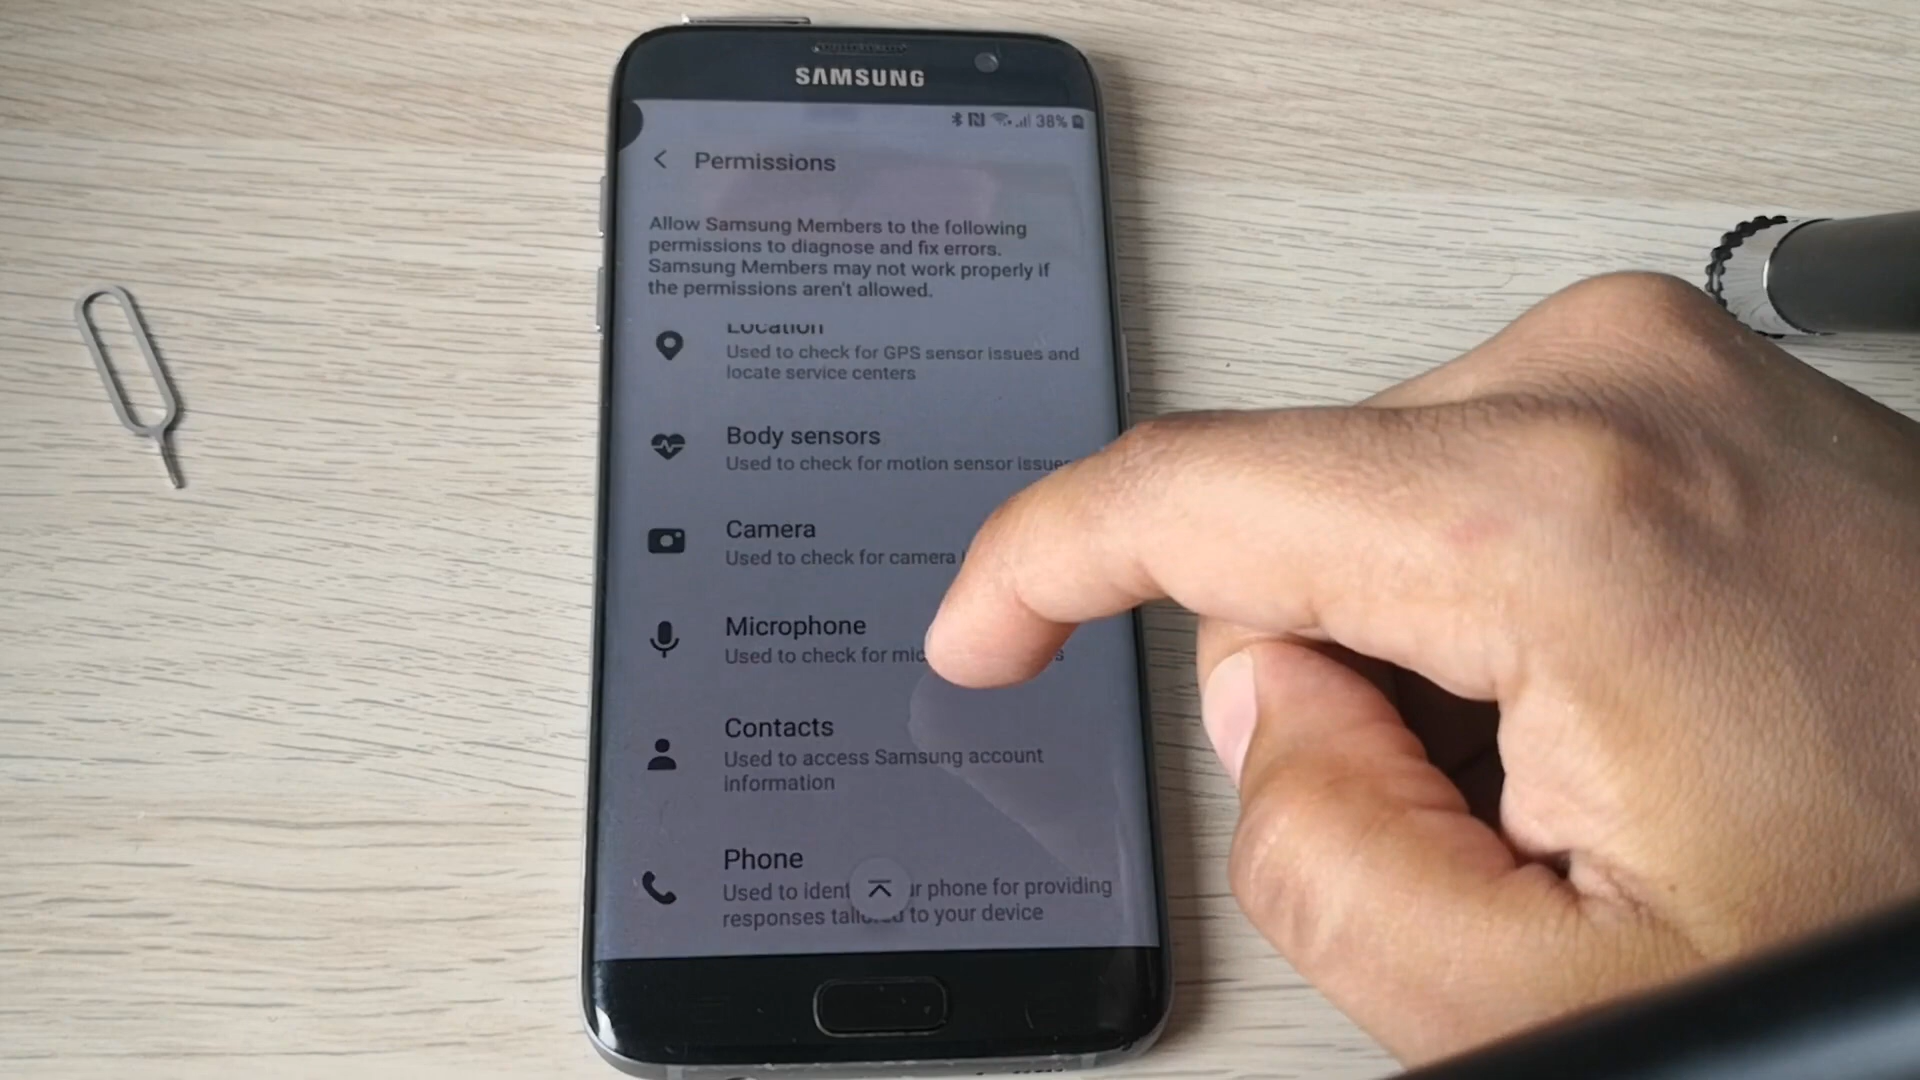 SAMSUNG
38%
Permissions
Allow Samsung Members to the following
permissions to diagnose and fix errors.
Samsung Members may not work properly if
the permissions aren't allowed.
Location
Used to check for GPS sensor issues and
locate service centers
Body sensors
Used to check for motion sensor issues
Camera
Used to check for camera
Microphone
Used to check for
Contacts
Used to access Samsung account
information
Phone
Used to phone for providing
responses to your device